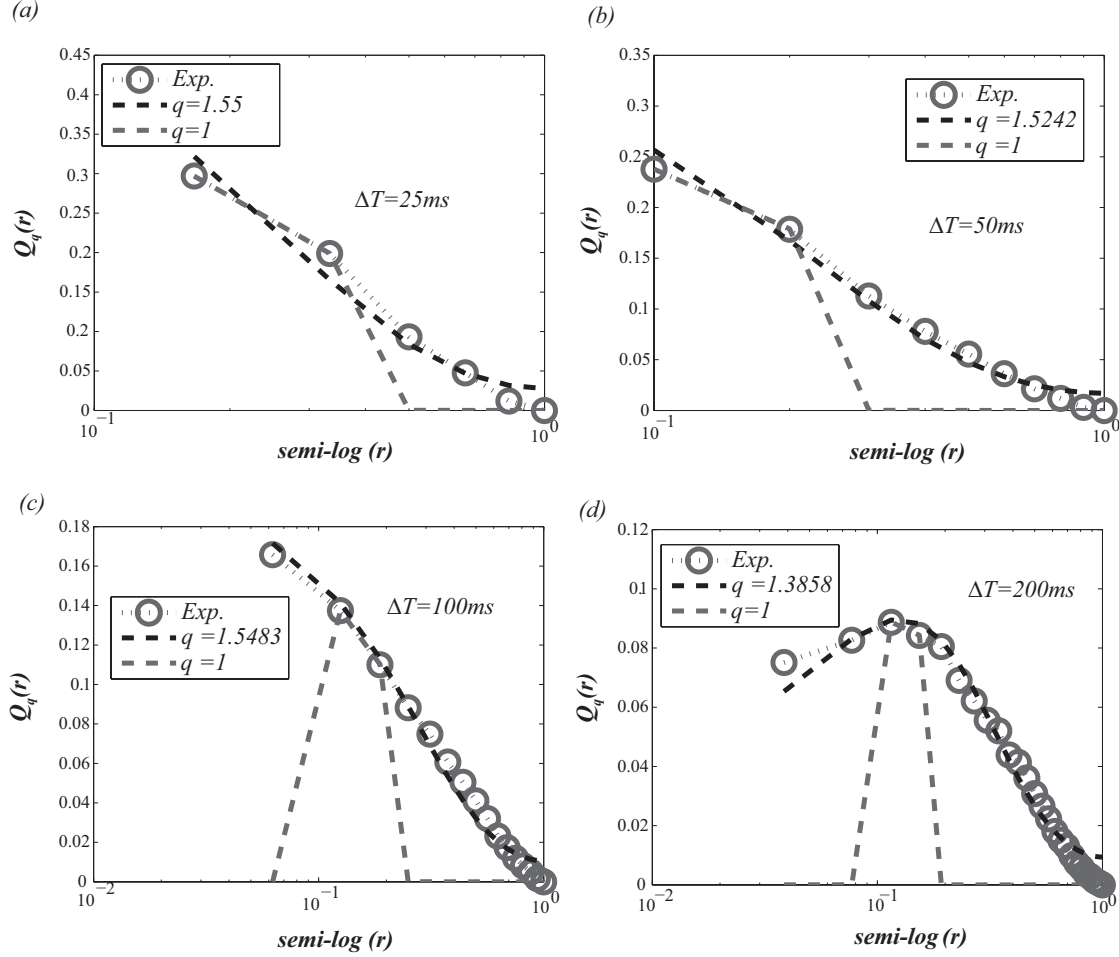 (a)
0.45
0.4
0.35
0.3
0.25
0.2
0.15
0.2
0.05
0
Q_q(r)
Exp.
q=1.55
q=1
ΔT=25ms
10^−1
10^0
semi-log (r)
(b)
0.35
0.3
0.25
0.2
0.15
0.1
0.05
0
Q_q(r)
Exp.
q =1.5242
q =1
ΔT=50ms
10^−1
10^0
semi-log (r)
(c)
0.18
0.16
0.14
0.12
0.1
0.08
0.06
0.04
0.02
0
Q_q(r)
Exp.
q =1.5483
q =1
ΔT=100ms
10^−2
10^−1
10^0
semi-log (r)
(d)
0.12
0.1
0.08
0.06
0.04
0.02
0
Q_q(r)
Exp.
q =1.3858
q=1
ΔT=200ms
10^−2
10^−1
10^0
semi-log (r)